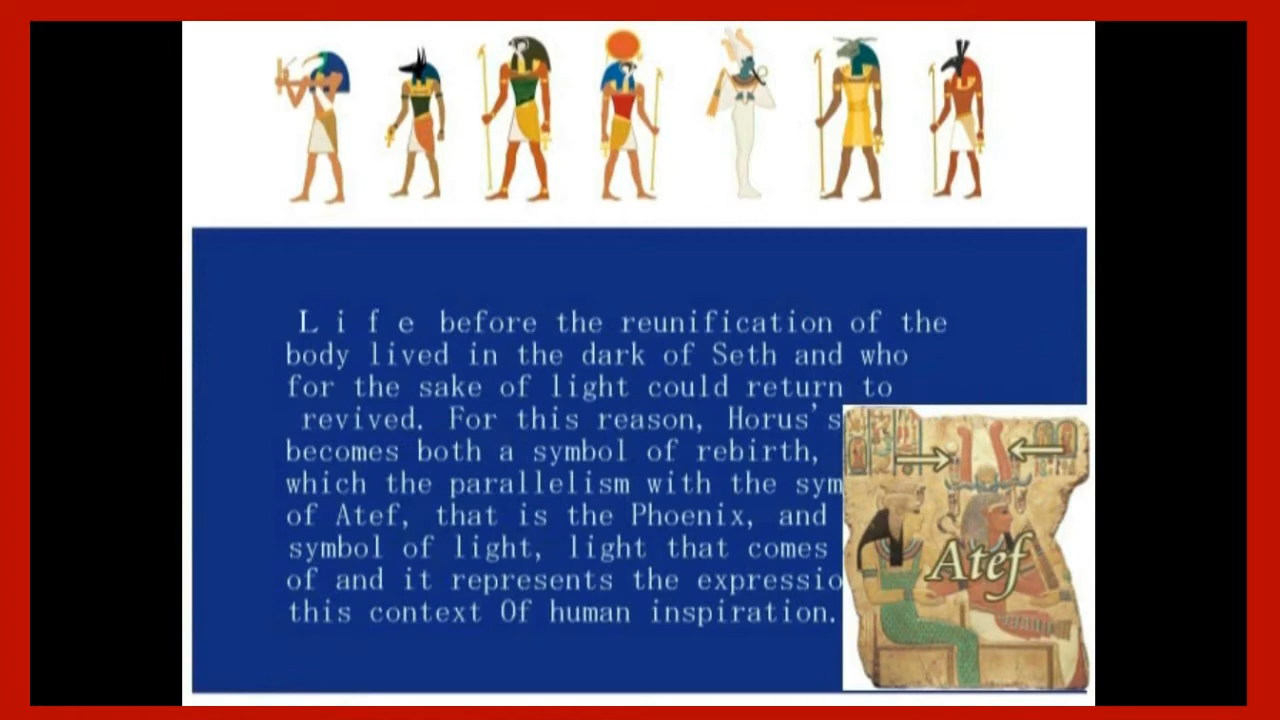 Life before the reunification of the
body lived in the dark of Seth and who
for the sake of light could return to
revived. For this reason, Horus's
becomes both a symbol of rebirth,
which the parallelism with the sym
of Atef, that is the Phoenix, and
symbol of light, light that comes
of and it represents the expressio
this context Of human inspiration.
Atef